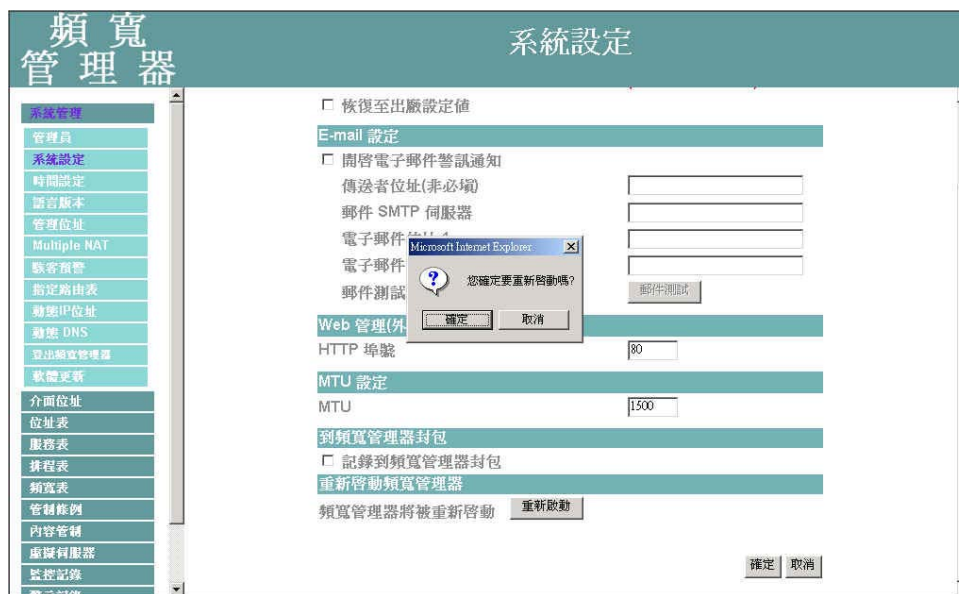 頻寬
管理器
系統設定
系統管理
管理員
系統設定
時間設定
語言版本
管理位址
Multiple NAT
駭客預警
指定路由表
動態IP位址
動態 DNS
登出頻寬管理器
軟體更新
介面位址
位址表
服務表
排程表
頻寬表
管制條例
內容管制
虛擬伺服器
監控記錄
恢復至出廠設定值
E-mail 設定
開啓電子郵件警訊通知
傳送者位址(非必填)
郵件 SMTP 伺服器
電子郵件
電子郵件
郵件測試
郵件測試
Microsoft Internet Explorer
您確定要重新啓動嗎?
確定
取消
Web 管理(外
HTTP 埠號
80
MTU 設定
MTU
1500
到頻寬管理器封包
記錄到頻寬管理器封包
重新啓動頻寬管理器
頻寬管理器將被重新啓動
重新啟動
確定
取消